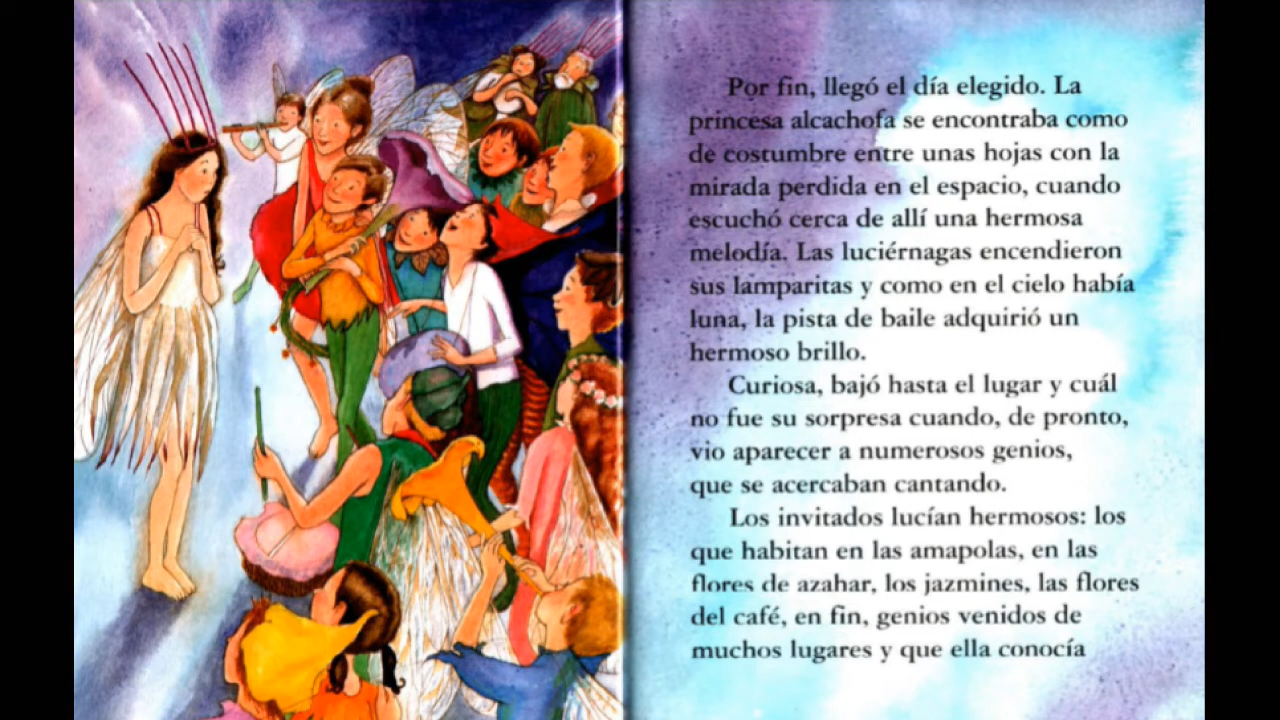 Por fin, llegó el día elegido. La
princesa alcachofa se encontraba como
de costumbre entre unas hojas con la
mirada perdida en el espacio, cuando
escuchó cerca de allí una hermosa
melodía. Las luciérnagas encendieron
sus lamparitas y como en el cielo había
luna, la pista de baile adquirió un
hermoso brillo.
Curiosa, bajó hasta el lugar y cuál
no fue su sorpresa cuando, de pronto,
vio aparecer a numerosos genios,
que se acercaban cantando.
Los invitados lucían hermosos: los
que habitan en las amapolas, en las
flores de azahar, los jazmines, las flores
del café, en fin, genios venidos de
muchos lugares y que ella conocía